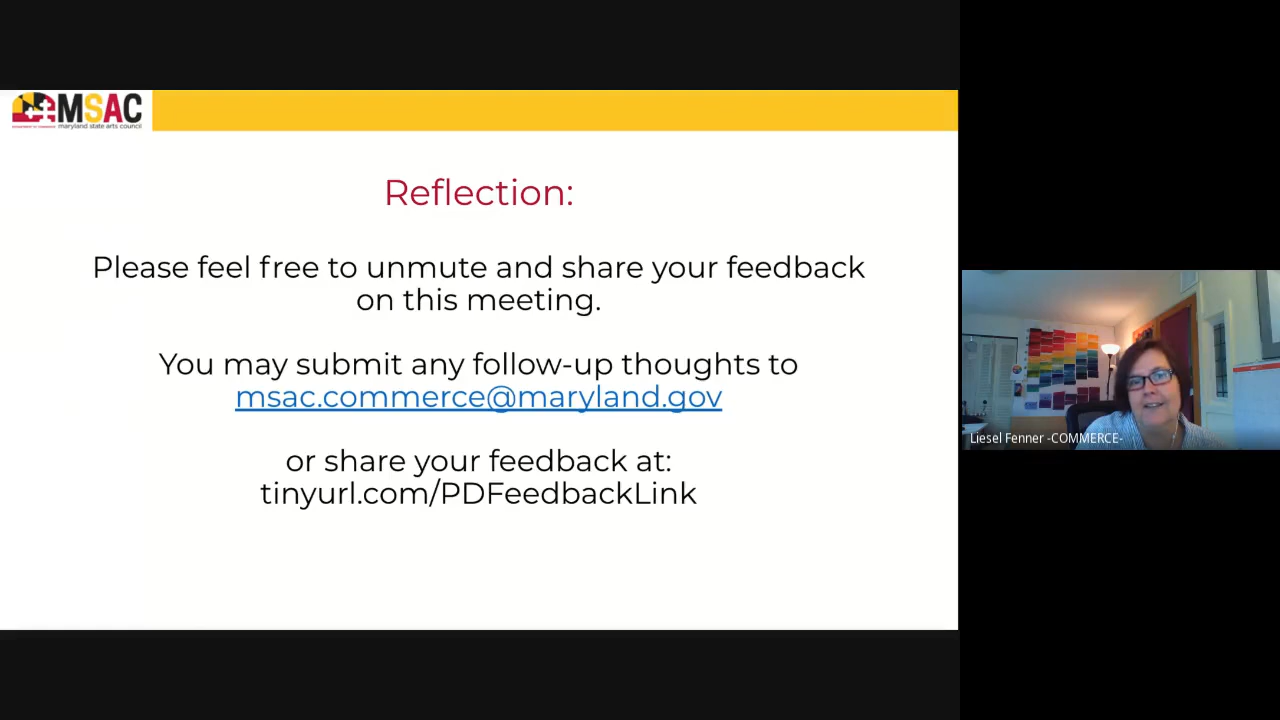 MSAC
maryland state arts council
Reflection:
Please feel free to unmute and share your feedback
on this meeting.
You may submit any follow-up thoughts to
msac.commerce@maryland.gov
or share your feedback at:
tinyurl.com/PDFeedbackLink
Liesel Fenner -COMMERCE-